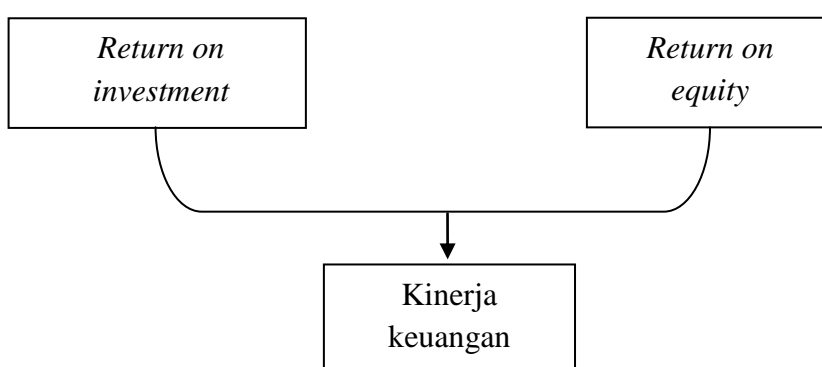 Return on
investment
Return on
equity
Kinerja
keuangan